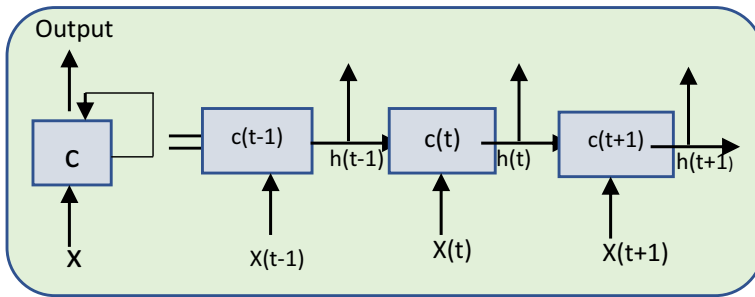 Output
c
X
c(t-1)
h(t-1)
X(t-1)
c(t)
h(t)
X(t)
c(t+1)
h(t+1)
X(t+1)